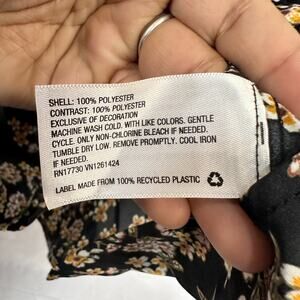 SHELL: 100% POLYESTER
CONTRAST: 100% POLYESTER
EXCLUSIVE OF DECORATION
MACHINE WASH COLD. WITH LIKE COLORS. GENTLE
CYCLE. ONLY NON-CHLORINE BLEACH IF NEEDED.
TUMBLE DRY LOW. REMOVE PROMPTLY. COOL IRON
IF NEEDED.
RN17730 VN1261424
LABEL MADE FROM 100% RECYCLED PLASTIC